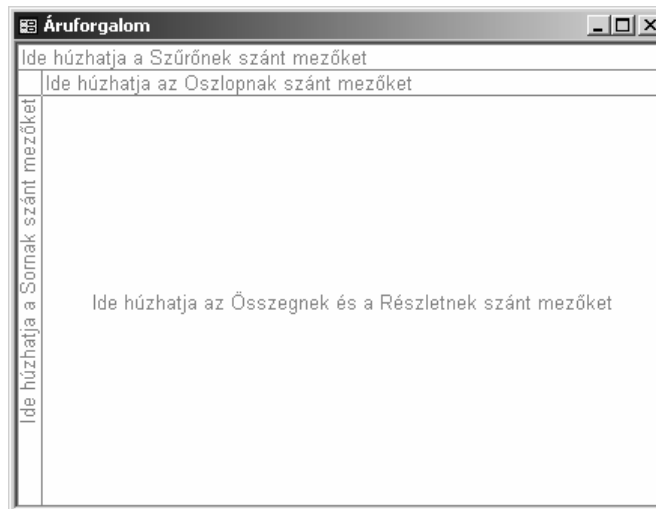 Áruforgalom
Ide húzhatja a Szűrőnek szánt mezőket
Ide húzhatja az Oszlopnak szánt mezőket
Ide húzhatja a Sornak szánt mezőket
Ide húzhatja az Összegnek és a Részletnek szánt mezőket